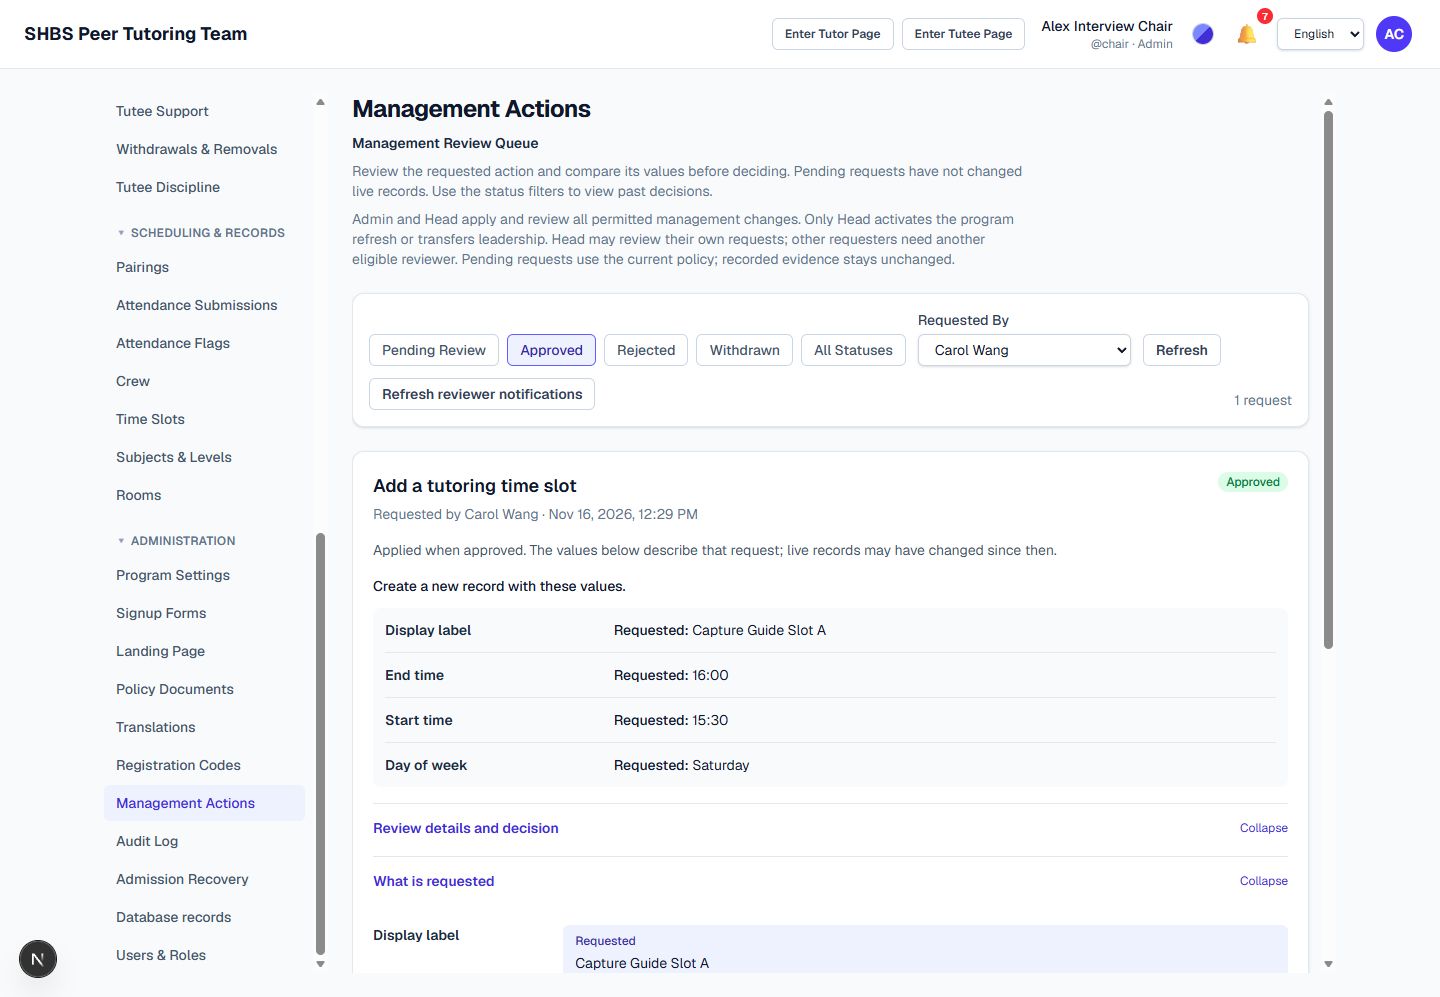 SHBS Peer Tutoring Team
Enter Tutor Page
Enter Tutee Page
Alex Interview Chair
@chair · Admin
7
English
AC
Tutee Support
Withdrawals & Removals
Tutee Discipline
SCHEDULING & RECORDS
Pairings
Attendance Submissions
Attendance Flags
Crew
Time Slots
Subjects & Levels
Rooms
ADMINISTRATION
Program Settings
Signup Forms
Landing Page
Policy Documents
Translations
Registration Codes
Management Actions
Audit Log
Admission Recovery
Database records
Users & Roles
N
Management Actions
Management Review Queue
Review the requested action and compare its values before deciding. Pending requests have not changed
live records. Use the status filters to view past decisions.
Admin and Head apply and review all permitted management changes. Only Head activates the program
refresh or transfers leadership. Head may review their own requests; other requesters need another
eligible reviewer. Pending requests use the current policy; recorded evidence stays unchanged.
Requested By
Pending Review
Approved
Rejected
Withdrawn
All Statuses
Carol Wang
Refresh
Refresh reviewer notifications
1 request
Add a tutoring time slot
Approved
Requested by Carol Wang · Nov 16, 2026, 12:29 PM
Applied when approved. The values below describe that request; live records may have changed since then.
Create a new record with these values.
Display label Requested: Capture Guide Slot A
End time Requested: 16:00
Start time Requested: 15:30
Day of week Requested: Saturday
Review details and decision Collapse
What is requested Collapse
Display label
Requested
Capture Guide Slot A